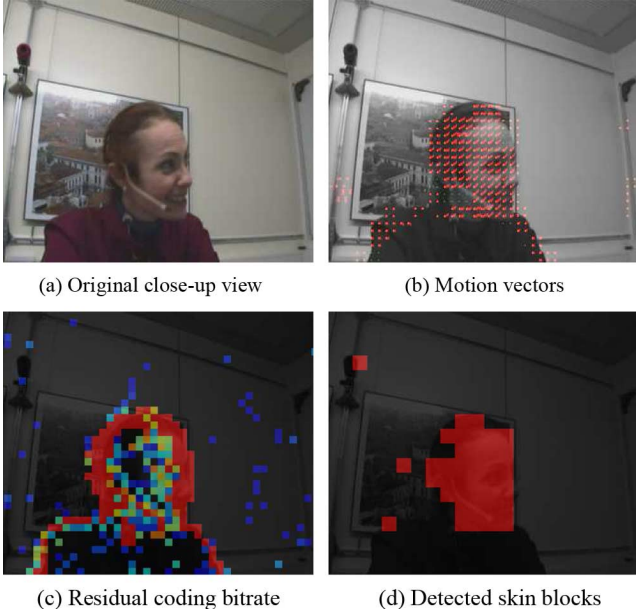 (a) Original close-up view
(b) Motion vectors
(c) Residual coding bitrate
(d) Detected skin blocks